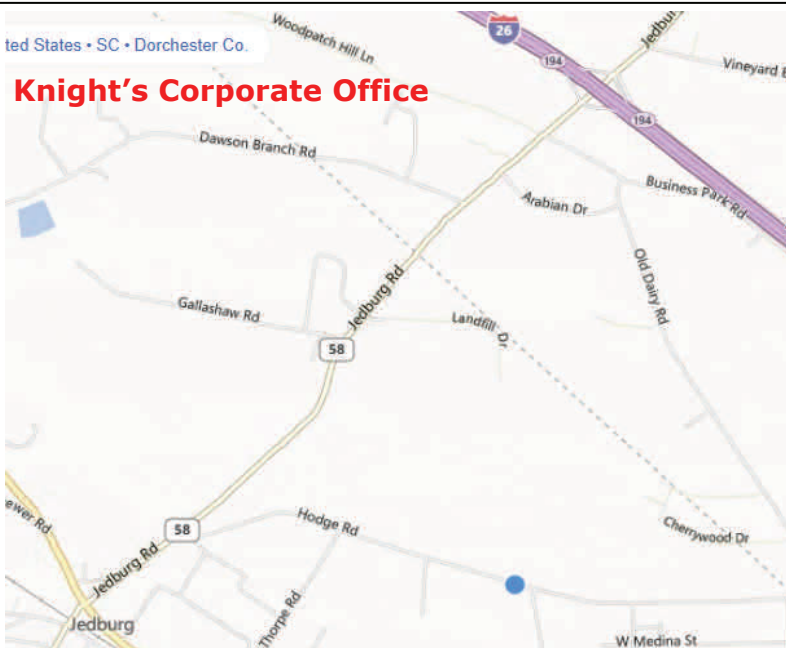 Woodpatch Hill Ln
26
Jedbur
ted States • SC • Dorchester Co.
194
Vineyard
Knight's Corporate Office
194
Dawson Branch Rd
Business Park Rd
Arabian Dr
Old Dairy Rd
Jedburg Rd
Gallashaw Rd
Landfill Dr
58
ewer Rd
58
Hodge Rd
Cherrywood Dr
Jedburg Rd
Thorpe Rd
Jedburg
W Medina St